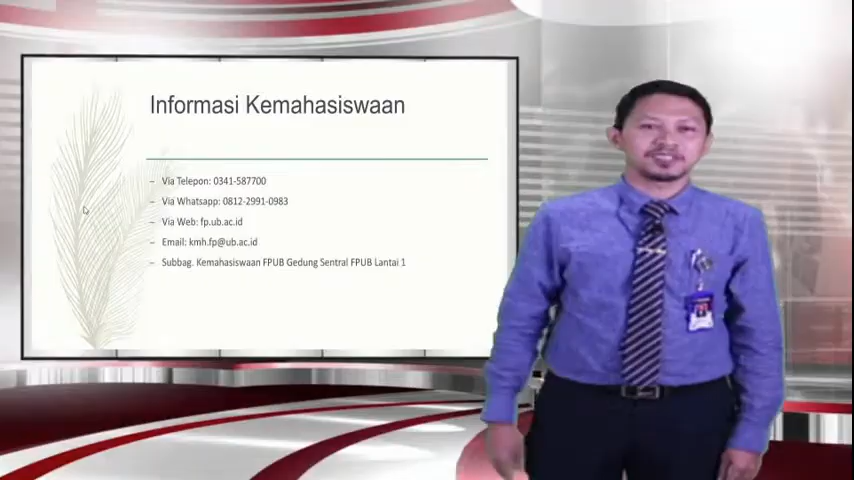 Informasi Kemahasiswaan
– Via Telepon: 0341-587700
– Via Whatsapp: 0812-2991-0983
– Via Web: fp.ub.ac.id
– Email: kmh.fp@ub.ac.id
– Subbag. Kemahasiswaan FPUB Gedung Sentral FPUB Lantai 1